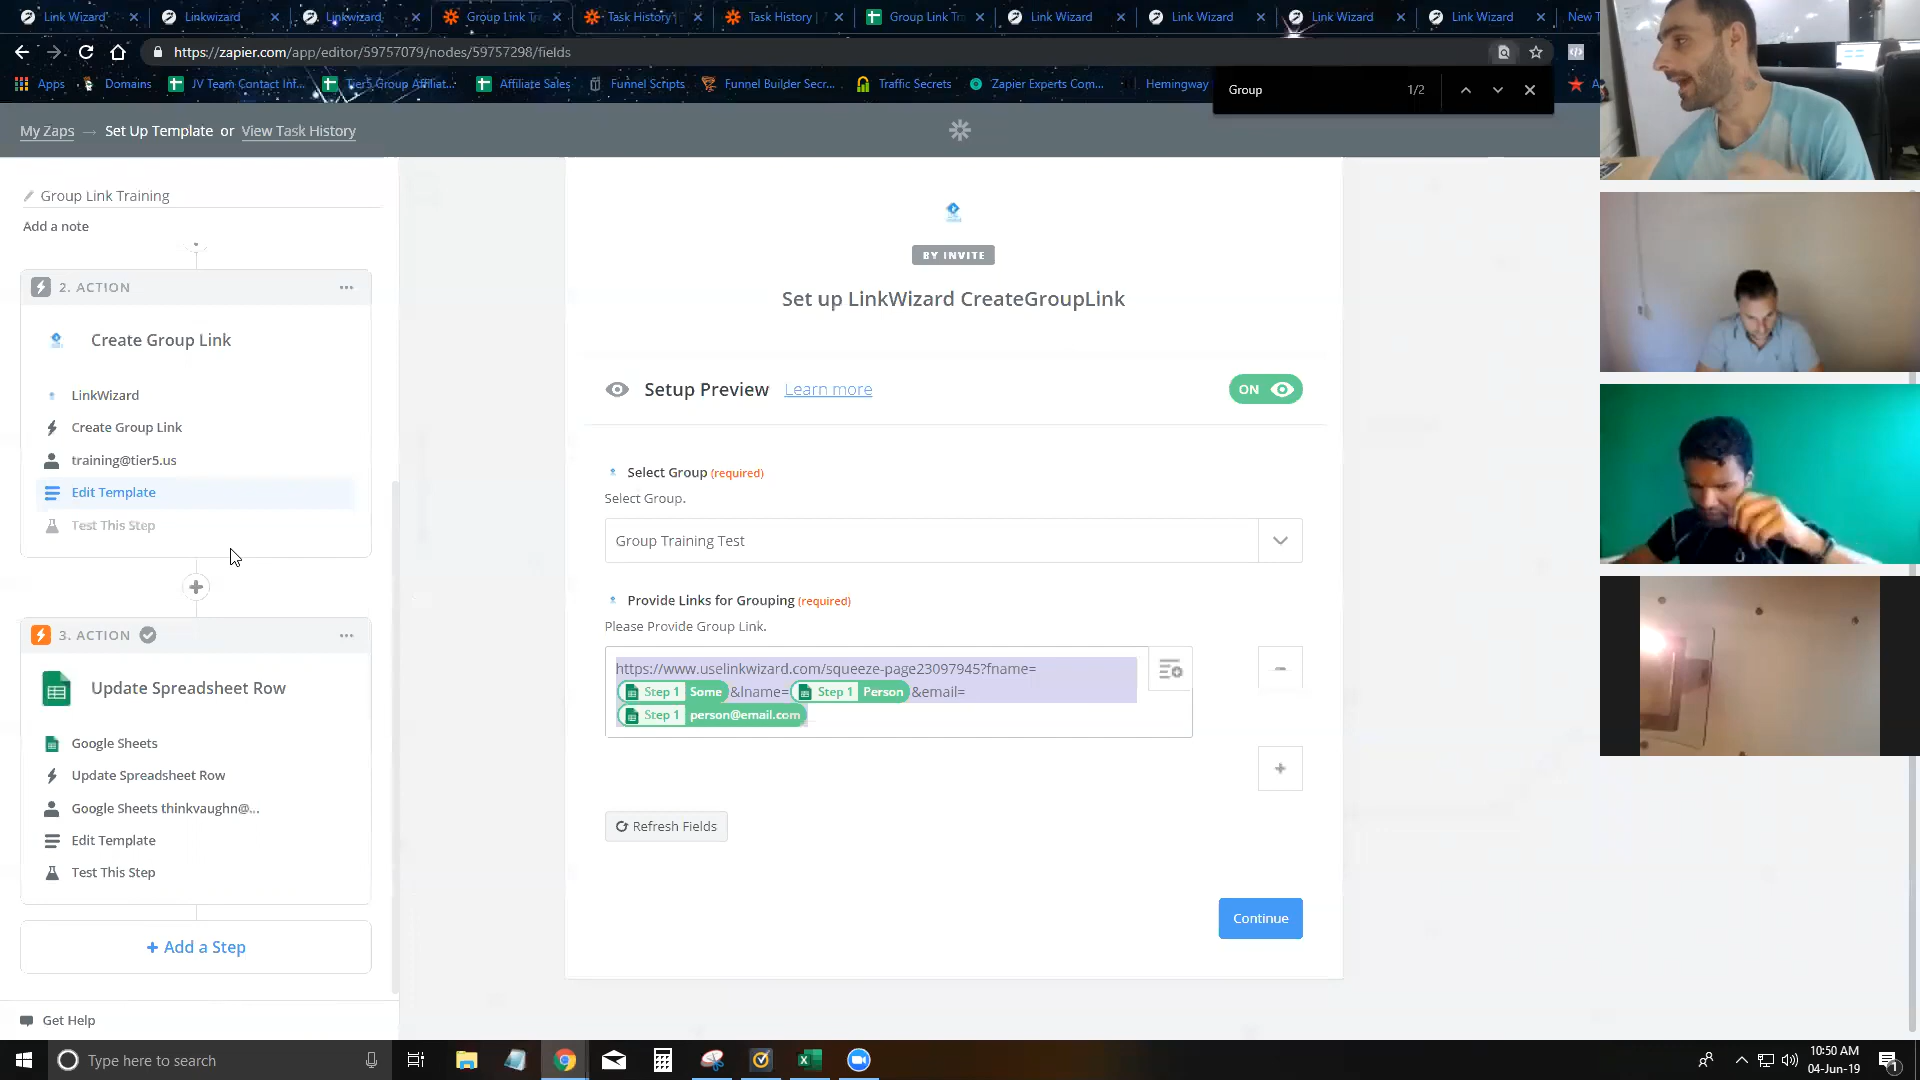 Link Wizard
Linkwizard
Linkwizard
Group Link Tr
Task History
Task History
Group Link Tr
Link Wizard
Link Wizard
Link Wizard
Link Wizard
New T
https://zapier.com/app/editor/59757079/nodes/59757298/fields
Apps
Domains
JV Team Contact Inf...
Tier5 Group Affiliat...
Affiliate Sales
Funnel Scripts
Funnel Builder Secr...
Traffic Secrets
Zapier Experts Com...
Hemingway
Group
1/2
My Zaps → Set Up Template or View Task History
Group Link Training
Add a note
2. ACTION
Create Group Link
LinkWizard
Create Group Link
training@tier5.us
Edit Template
Test This Step
3. ACTION
Update Spreadsheet Row
Google Sheets
Update Spreadsheet Row
Google Sheets thinkvaughn@...
Edit Template
Test This Step
+ Add a Step
Get Help
BY INVITE
Set up LinkWizard CreateGroupLink
Setup Preview Learn more
ON
Select Group (required)
Select Group.
Group Training Test
Provide Links for Grouping (required)
Please Provide Group Link.
https://www.uselinkwizard.com/squeeze-page23097945?fname=
Step 1 Some &lname= Step 1 Person &email=
Step 1 person@email.com
Refresh Fields
Continue
Type here to search
10:50 AM
04-Jun-19
1